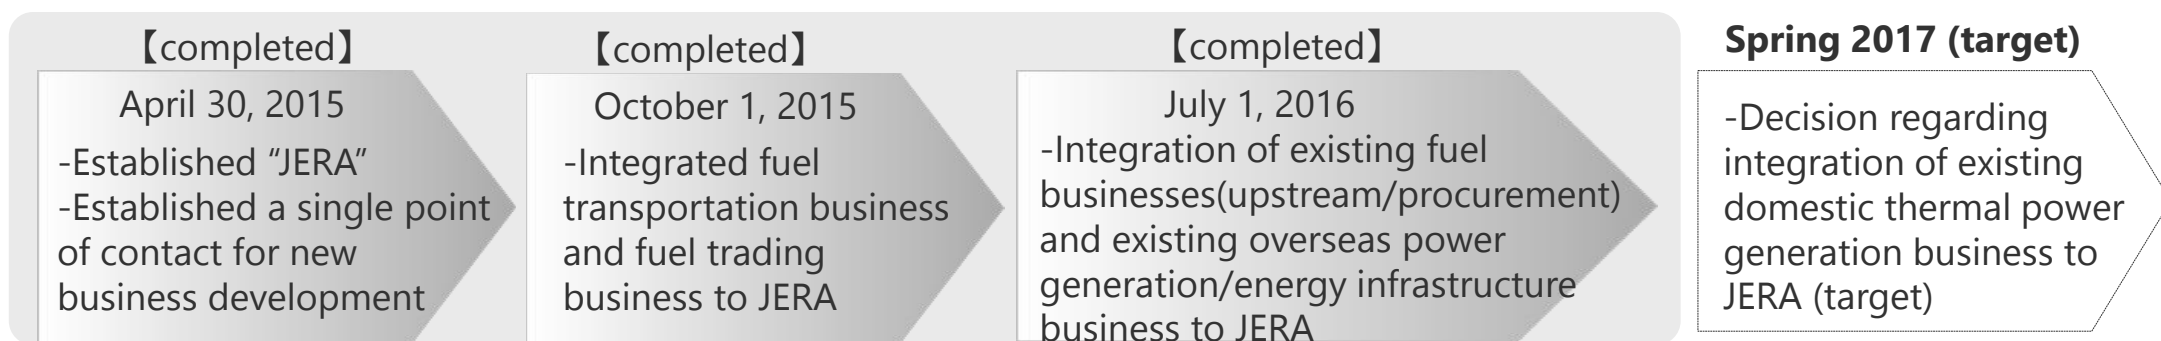 【completed】
April 30, 2015
-Established “JERA”
-Established a single point
of contact for new
business development
【completed】
October 1, 2015
-Integrated fuel
transportation business
and fuel trading
business to JERA
【completed】
July 1, 2016
-Integration of existing fuel
businesses(upstream/procurement)
and existing overseas power
generation/energy infrastructure
business to JERA
Spring 2017 (target)
-Decision regarding
integration of existing
domestic thermal power
generation business to
JERA (target)